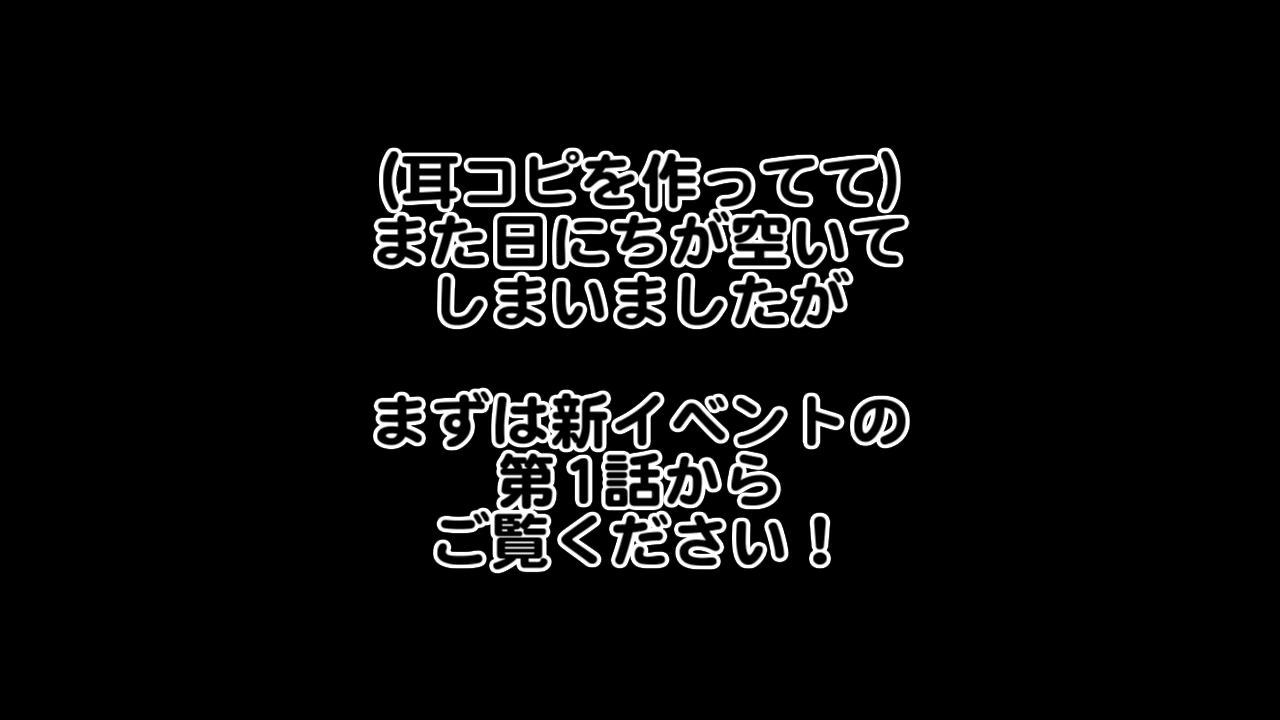 (耳コピを作ってて)
また日にちが空いて
しまいましたが
まずは新イベントの
第1話から
ご覧ください！